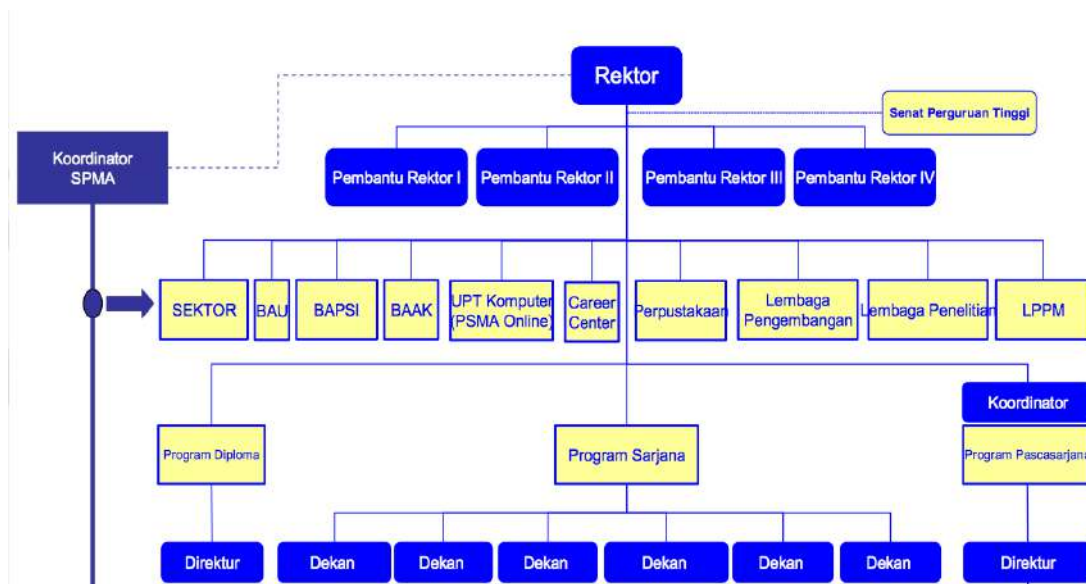 Rektor
Senat Perguruan Tinggi
Koordinator
SPMA
Pembantu Rektor I
Pembantu Rektor II
Pembantu Rektor III
Pembantu Rektor IV
SEKTOR
BAU
BAPSI
BAAK
UPT Komputer
(PSMA Online)
Career
Center
Perpustakaan
Lembaga
Pengembangan
Lembaga Penelitian
LPPM
Koordinator
Program Diploma
Program Sarjana
Program Pascasarjana
Direktur
Dekan
Dekan
Dekan
Dekan
Dekan
Dekan
Direktur